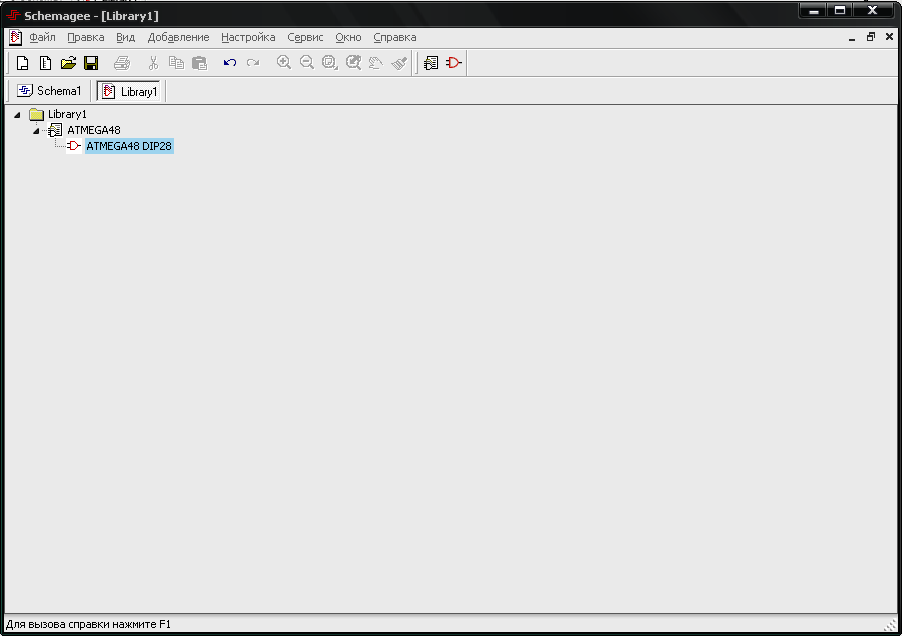 Schemagee - [Library1]
Файл Правка Вид Добавление Настройка Сервис Окно Справка
Schema1 Library1
Library1
ATMEGA48
ATMEGA48 DIP28
Для вызова справки нажмите F1